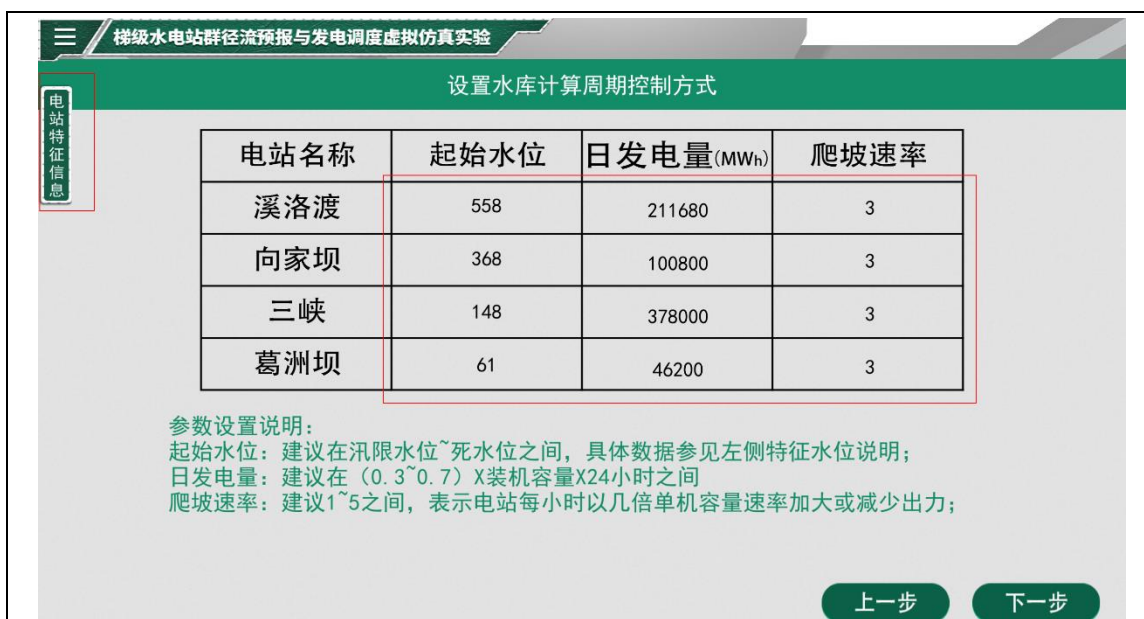 梯级水电站群径流预报与发电调度虚拟仿真实验
设置水库计算周期控制方式
电站特征信息
电站名称 起始水位 日发电量(MWh) 爬坡速率
溪洛渡 558 211680 3
向家坝 368 100800 3
三峡 148 378000 3
葛洲坝 61 46200 3
参数设置说明:
起始水位: 建议在汛限水位~死水位之间, 具体数据参见左侧特征水位说明;
日发电量: 建议在（0.3~0.7）X装机容量X24小时之间
爬坡速率: 建议1~5之间, 表示电站每小时以几倍单机容量速率加大或减少出力;
上一步 下一步